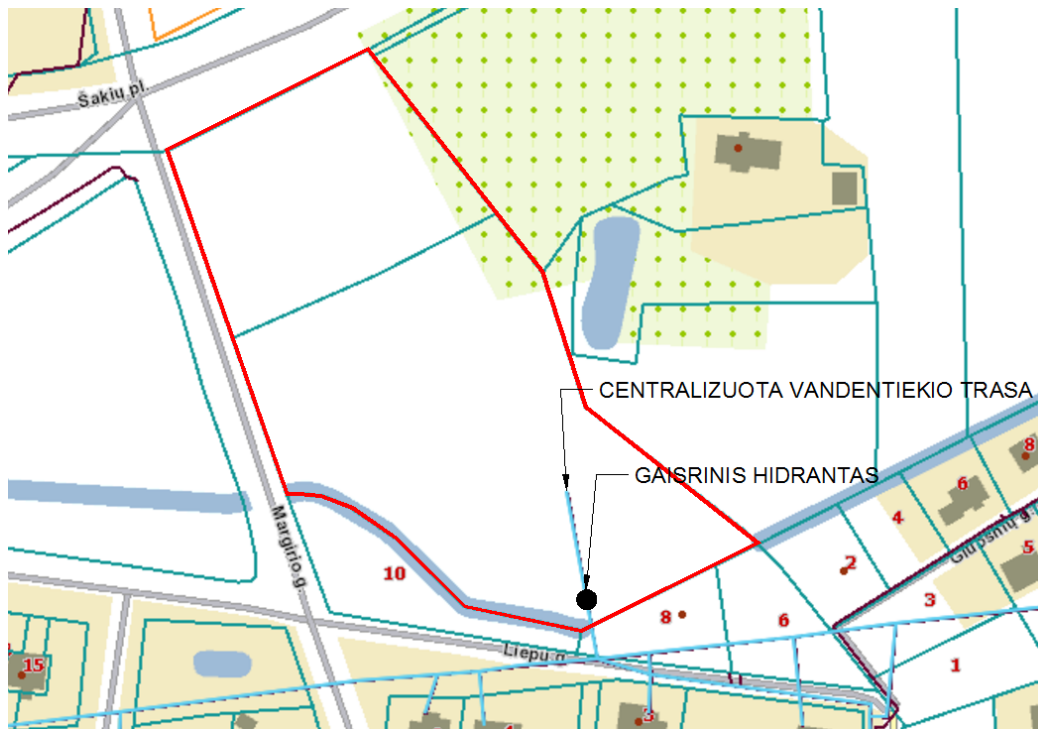 Šakių pl.
CENTRALIZUOTA VANDENTIEKIO TRASA
GAISRINIS HIDRANTAS
8
6
4
Margirio g.
10
2
5
3
8
6
Liepų g.
1
15
3